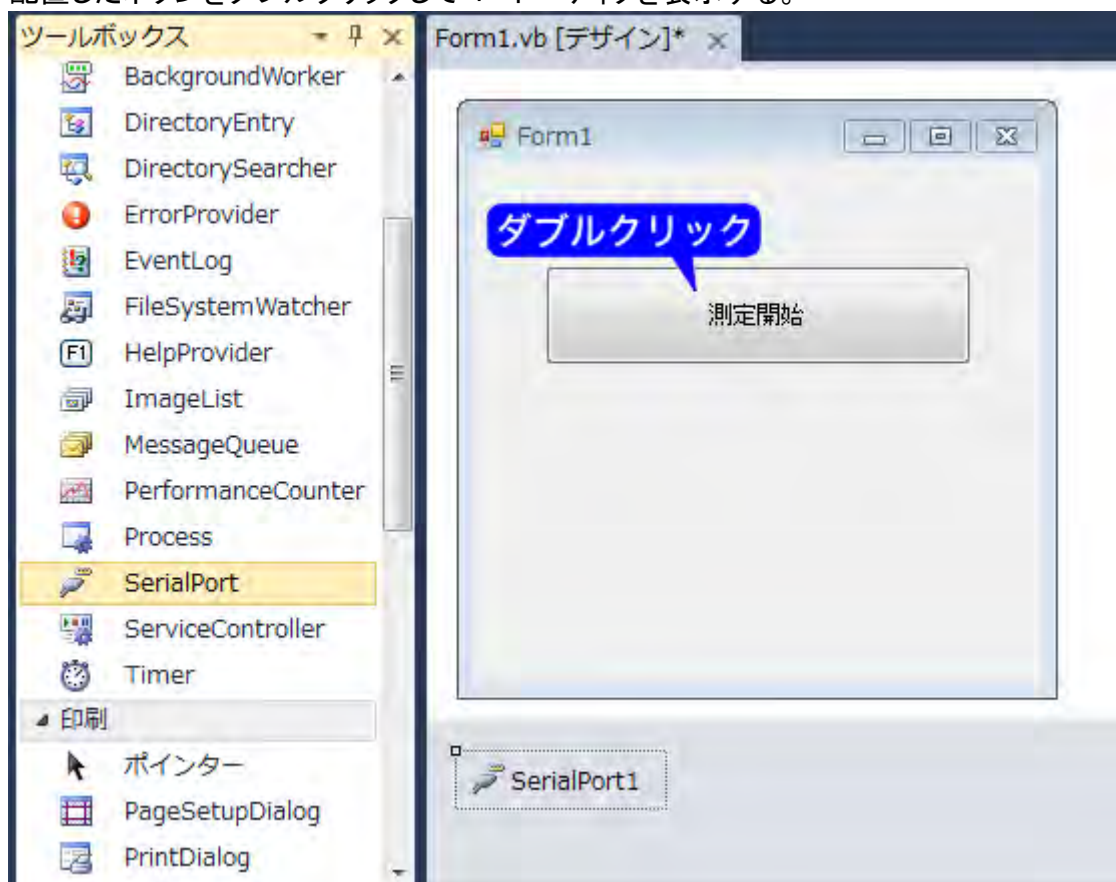 ツールボックス
BackgroundWorker
DirectoryEntry
DirectorySearcher
ErrorProvider
EventLog
FileSystemWatcher
F1
HelpProvider
ImageList
MessageQueue
PerformanceCounter
Process
SerialPort
ServiceController
Timer
印刷
ポインター
PageSetupDialog
PrintDialog
Form1.vb [デザイン]*
Form1
ダブルクリック
測定開始
SerialPort1